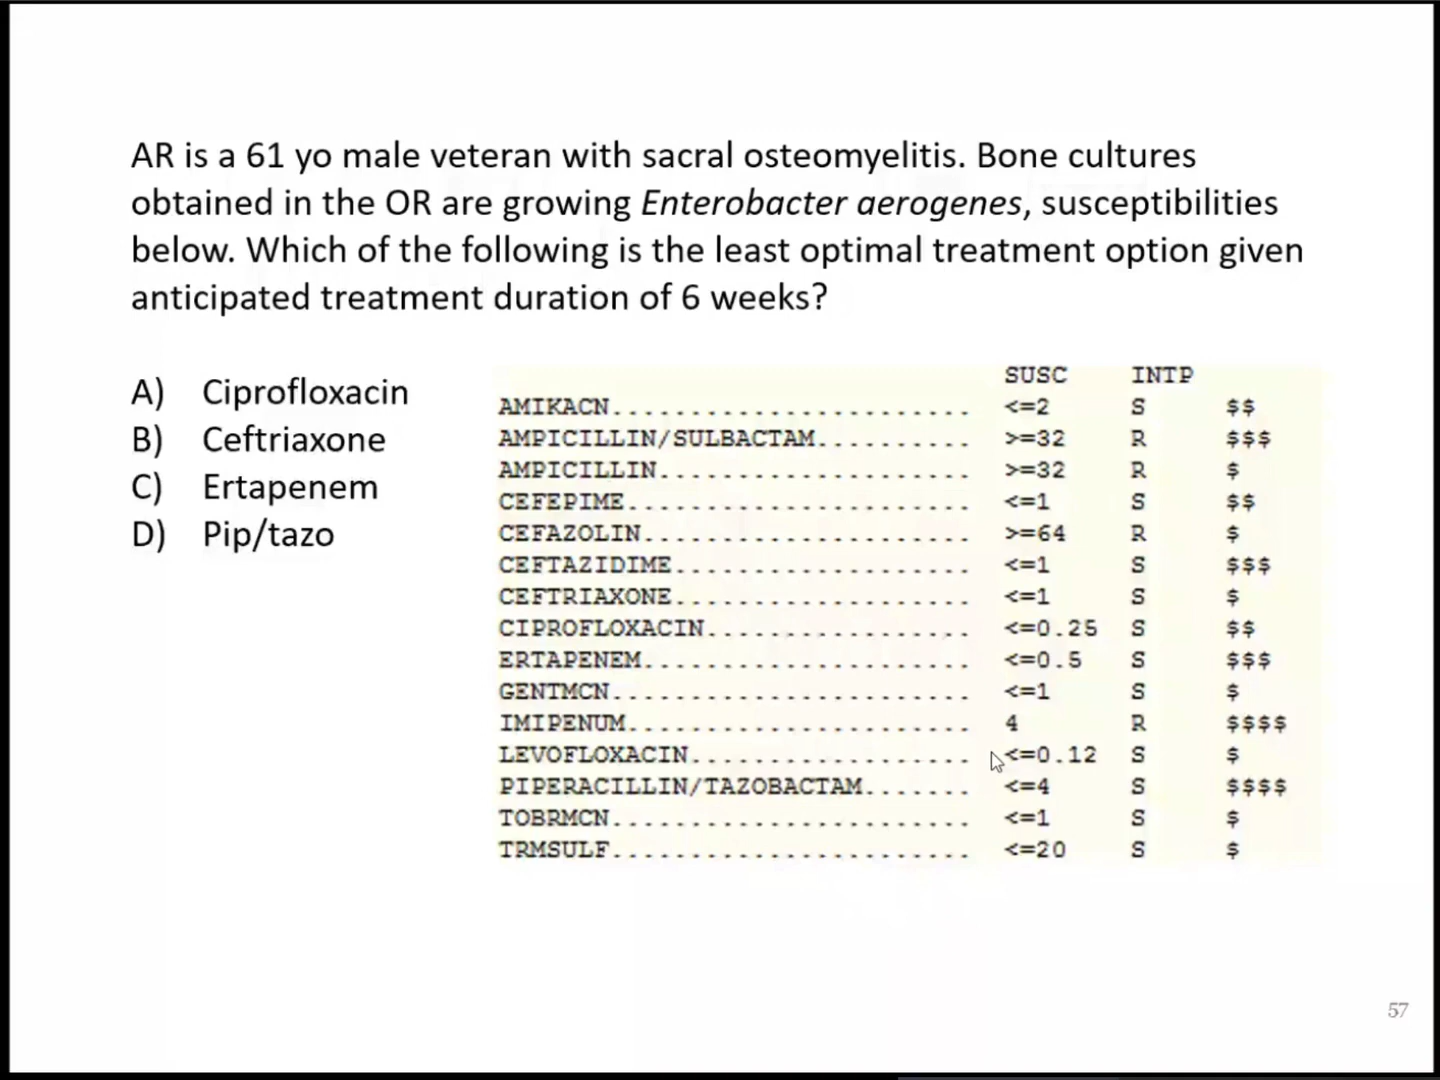 AR is a 61 yo male veteran with sacral osteomyelitis. Bone cultures
obtained in the OR are growing Enterobacter aerogenes, susceptibilities
below. Which of the following is the least optimal treatment option given
anticipated treatment duration of 6 weeks?
A) Ciprofloxacin
B) Ceftriaxone
C) Ertapenem
D) Pip/tazo
SUSC INTP
AMIKACN....................... <=2 S $$
AMPICILLIN/SULBACTAM.......... >=32 R $$$
AMPICILLIN.................... >=32 R $
CEFEPIME...................... <=1 S $$
CEFAZOLIN..................... >=64 R $
CEFTAZIDIME................... <=1 S $$$
CEFTRIAXONE................... <=1 S $
CIPROFLOXACIN................. <=0.25 S $$
ERTAPENEM..................... <=0.5 S $$$
GENTMCN....................... <=1 S $
IMIPENUM...................... 4 R $$$$
LEVOFLOXACIN.................. <=0.12 S $
PIPERACILLIN/TAZOBACTAM....... <=4 S $$$$
TOBRMCN....................... <=1 S $
TRMSULF....................... <=20 S $
57